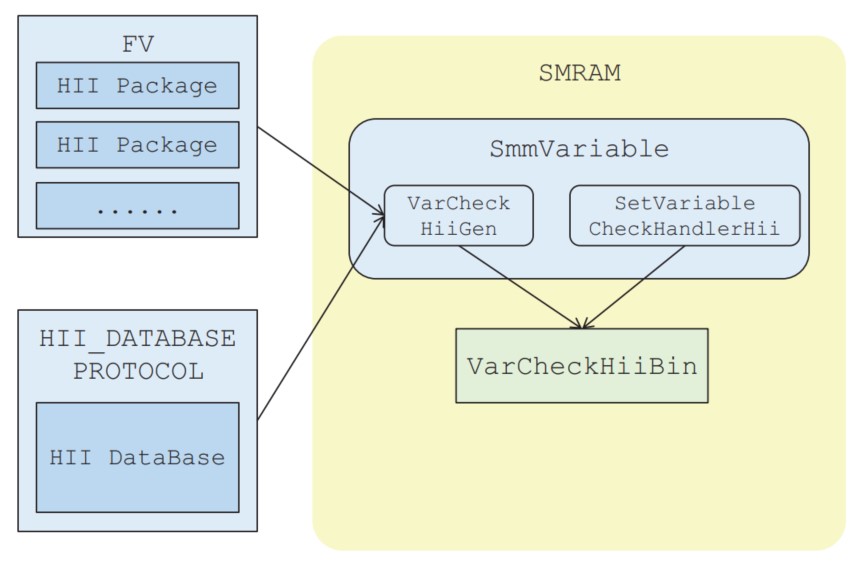 FV
HII Package
HII Package
......
HII_DATABASE
PROTOCOL
HII DataBase
SMRAM
SmmVariable
VarCheck
HiiGen
SetVariable
CheckHandlerHii
VarCheckHiiBin